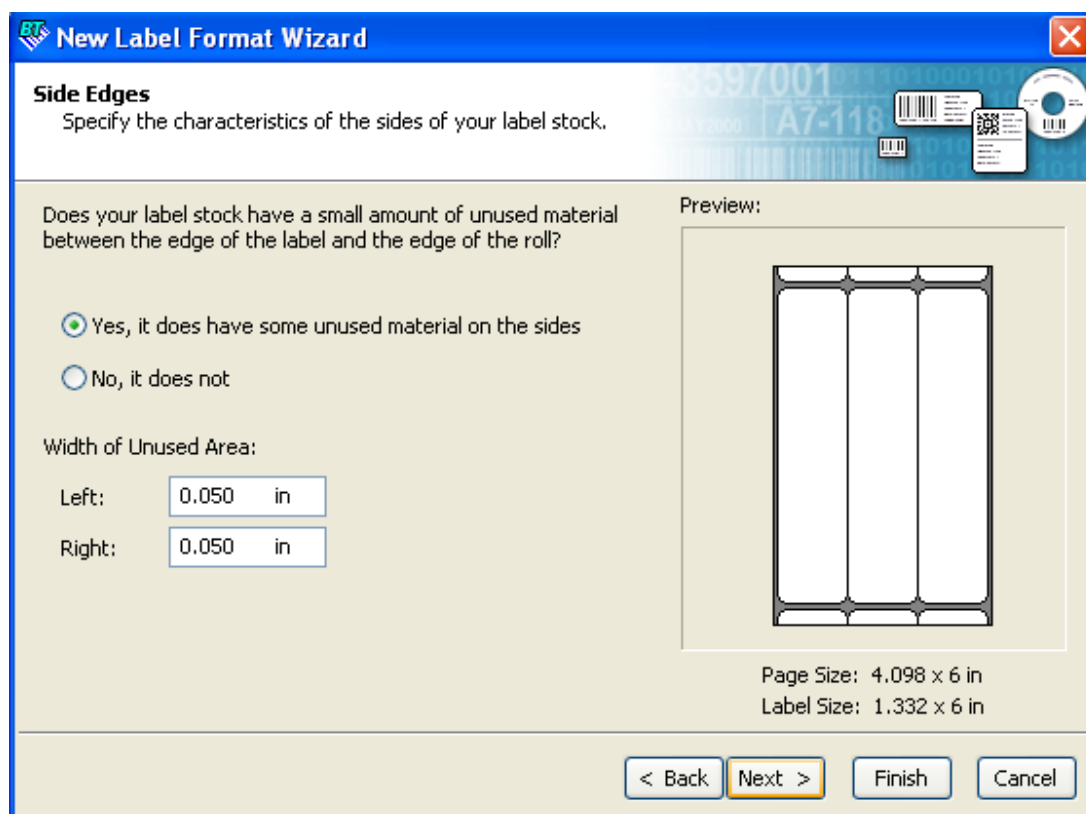 BT
New Label Format Wizard
Side Edges
Specify the characteristics of the sides of your label stock.
3597001
A7-118
Does your label stock have a small amount of unused material
between the edge of the label and the edge of the roll?
Preview:
Yes, it does have some unused material on the sides
No, it does not
Width of Unused Area:
Left: 0.050 in
Right: 0.050 in
Page Size: 4.098 x 6 in
Label Size: 1.332 x 6 in
< Back Next > Finish Cancel